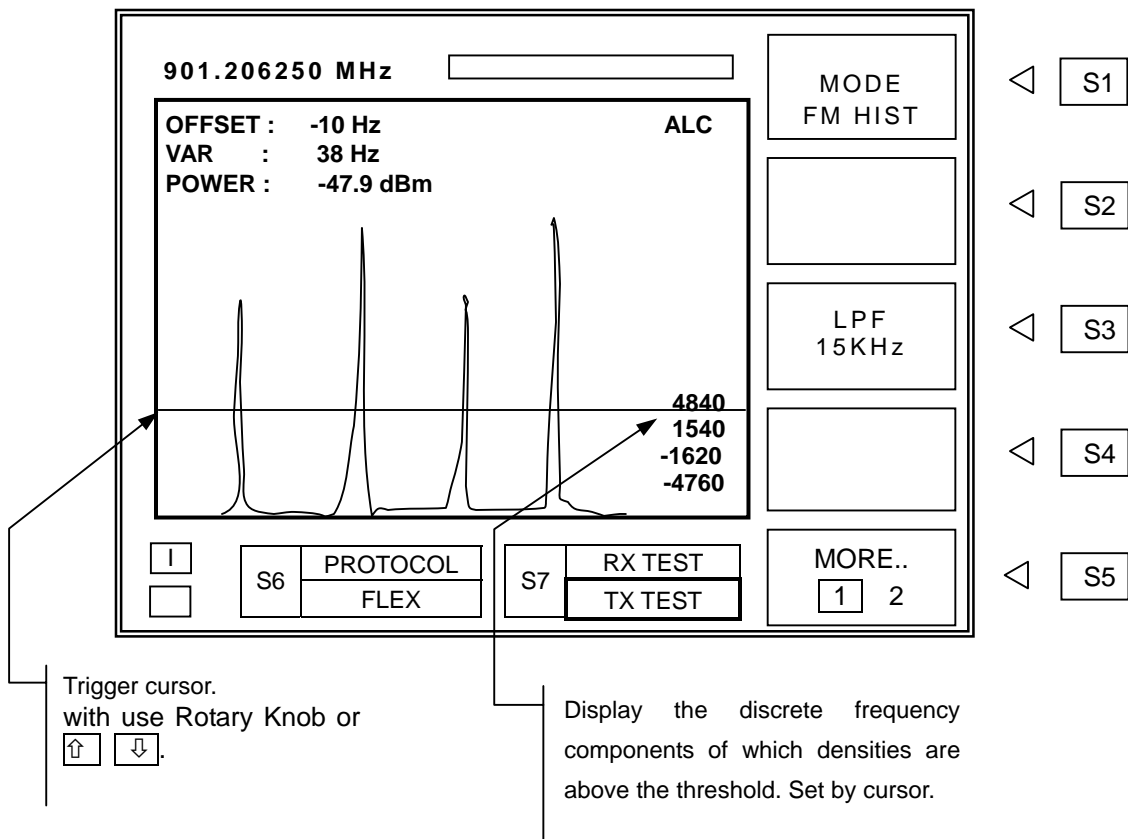 901.206250 MHz
OFFSET : -10 Hz
ALC
VAR : 38 Hz
POWER : -47.9 dBm
4840
1540
-1620
-4760
MODE
FM HIST
LPF
15KHz
MORE..
1 2
S1
S2
S3
S4
S5
I
S6
PROTOCOL
FLEX
S7
RX TEST
TX TEST
Trigger cursor.
with use Rotary Knob or
⇧ ⇩.
Display the discrete frequency
components of which densities are
above the threshold. Set by cursor.